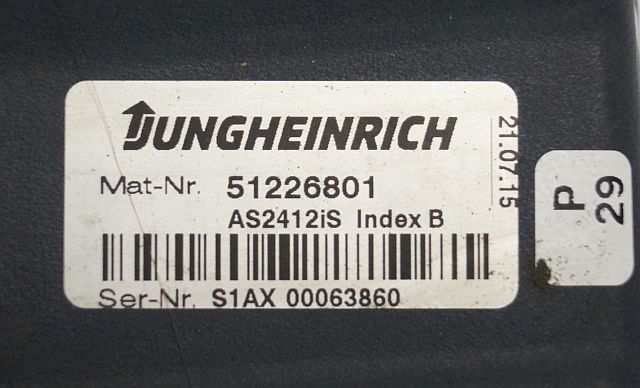 JUNGHEINRICH
Mat-Nr. 51226801
AS2412iS Index B
Ser-Nr. S1AX 00063860
21.07.15
P
29